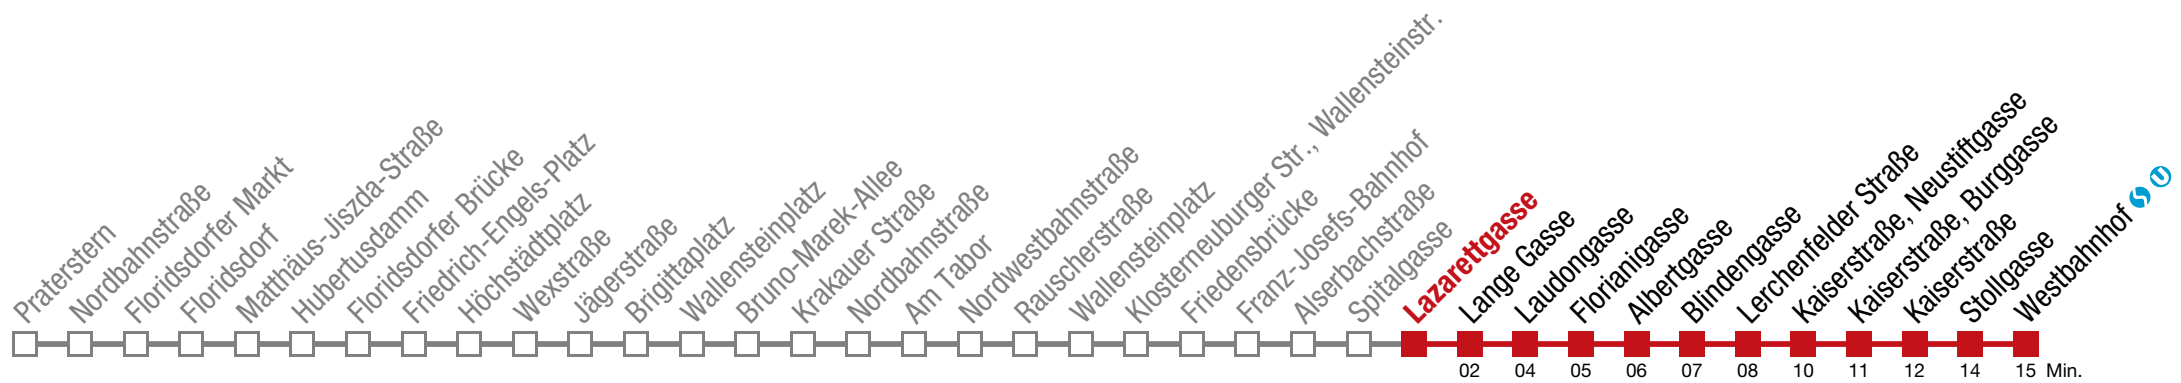 Praterstern
Nordbahnstraße
Floridsdorfer Markt
Floridsdorf
Matthäus-Jiszda-Straße
Hubertusdamm
Floridsdorfer Brücke
Friedrich-Engels-Platz
Höchstädtplatz
Wexstraße
Jägerstraße
Brigittaplatz
Wallensteinplatz
Bruno-Marek-Allee
Krakauer Straße
Nordbahnstraße
Am Tabor
Nordwestbahnstraße
Rauscherstraße
Wallensteinplatz
Klosterneuburger Str., Wallensteinstr.
Friedensbrücke
Franz-Josefs-Bahnhof
Alserbachstraße
Spitalgasse
Lazarettgasse
Lange Gasse
Laudongasse
Florianigasse
Albertgasse
Blindengasse
Lerchenfelder Straße
Kaiserstraße, Neustiftgasse
Kaiserstraße, Burggasse
Kaiserstraße
Stollgasse
Westbahnhof S U
02 04 05 06 07 08 10 11 12 14 15 Min.